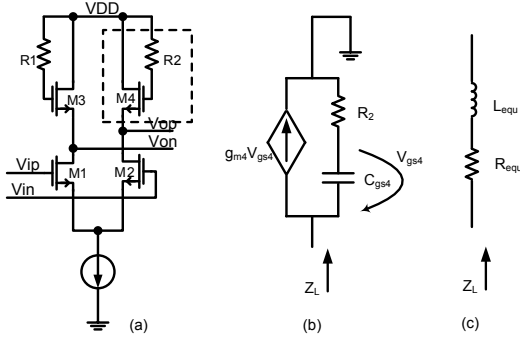 VDD
R1
R2
M3
M4
Vop
Von
Vip
M1
M2
Vin
(a)
R2
gm4Vgs4
Vgs4
Cgs4
ZL
(b)
Lequ
Requ
ZL
(c)